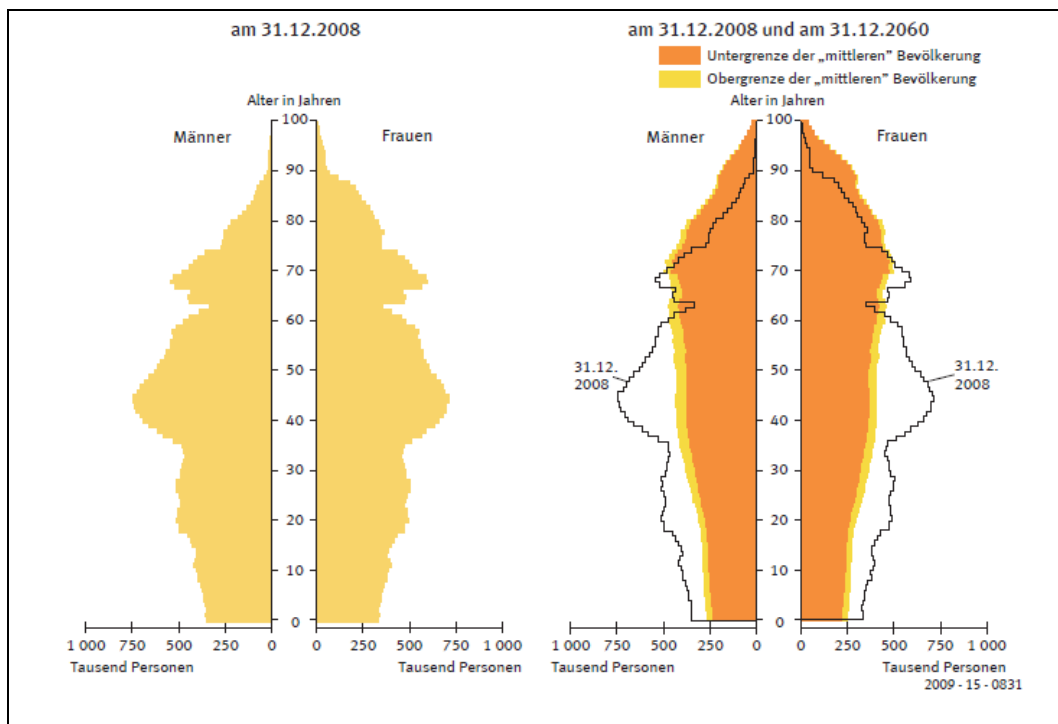 am 31.12.2008
Alter in Jahren
Männer
Frauen
100
90
80
70
60
50
40
30
20
10
0
1 000 750 500 250 0
0 250 500 750 1 000
Tausend Personen
Tausend Personen
am 31.12.2008 und am 31.12.2060
Untergrenze der „mittleren” Bevölkerung
Obergrenze der „mittleren” Bevölkerung
Alter in Jahren
Männer
Frauen
100
90
80
70
60
50
40
30
20
10
0
31.12.
2008
31.12.
2008
1 000 750 500 250 0
0 250 500 750 1 000
Tausend Personen
Tausend Personen
2009 - 15 - 0831